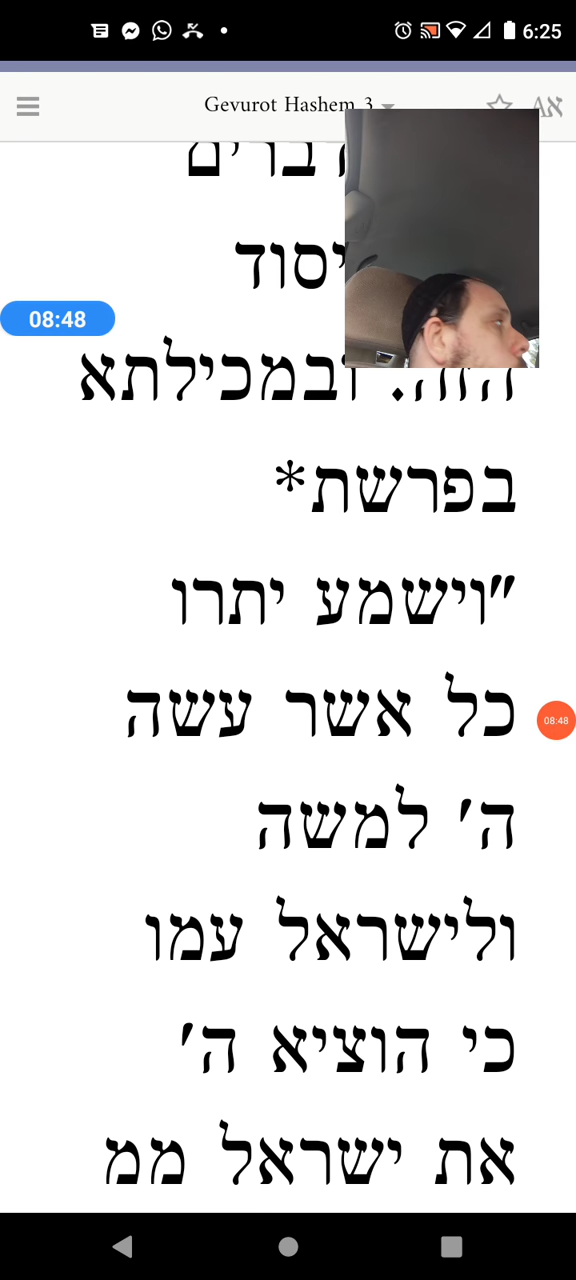 6:25
Gevurot Hashem 3
יסוד
08:48
הזה. ובמכילתא
בפרשת*
"וישמע יתרו
כל אשר עשה
08:48
ה' למשה
ולישראל עמו
כי הוציא ה'
את ישראל ממ